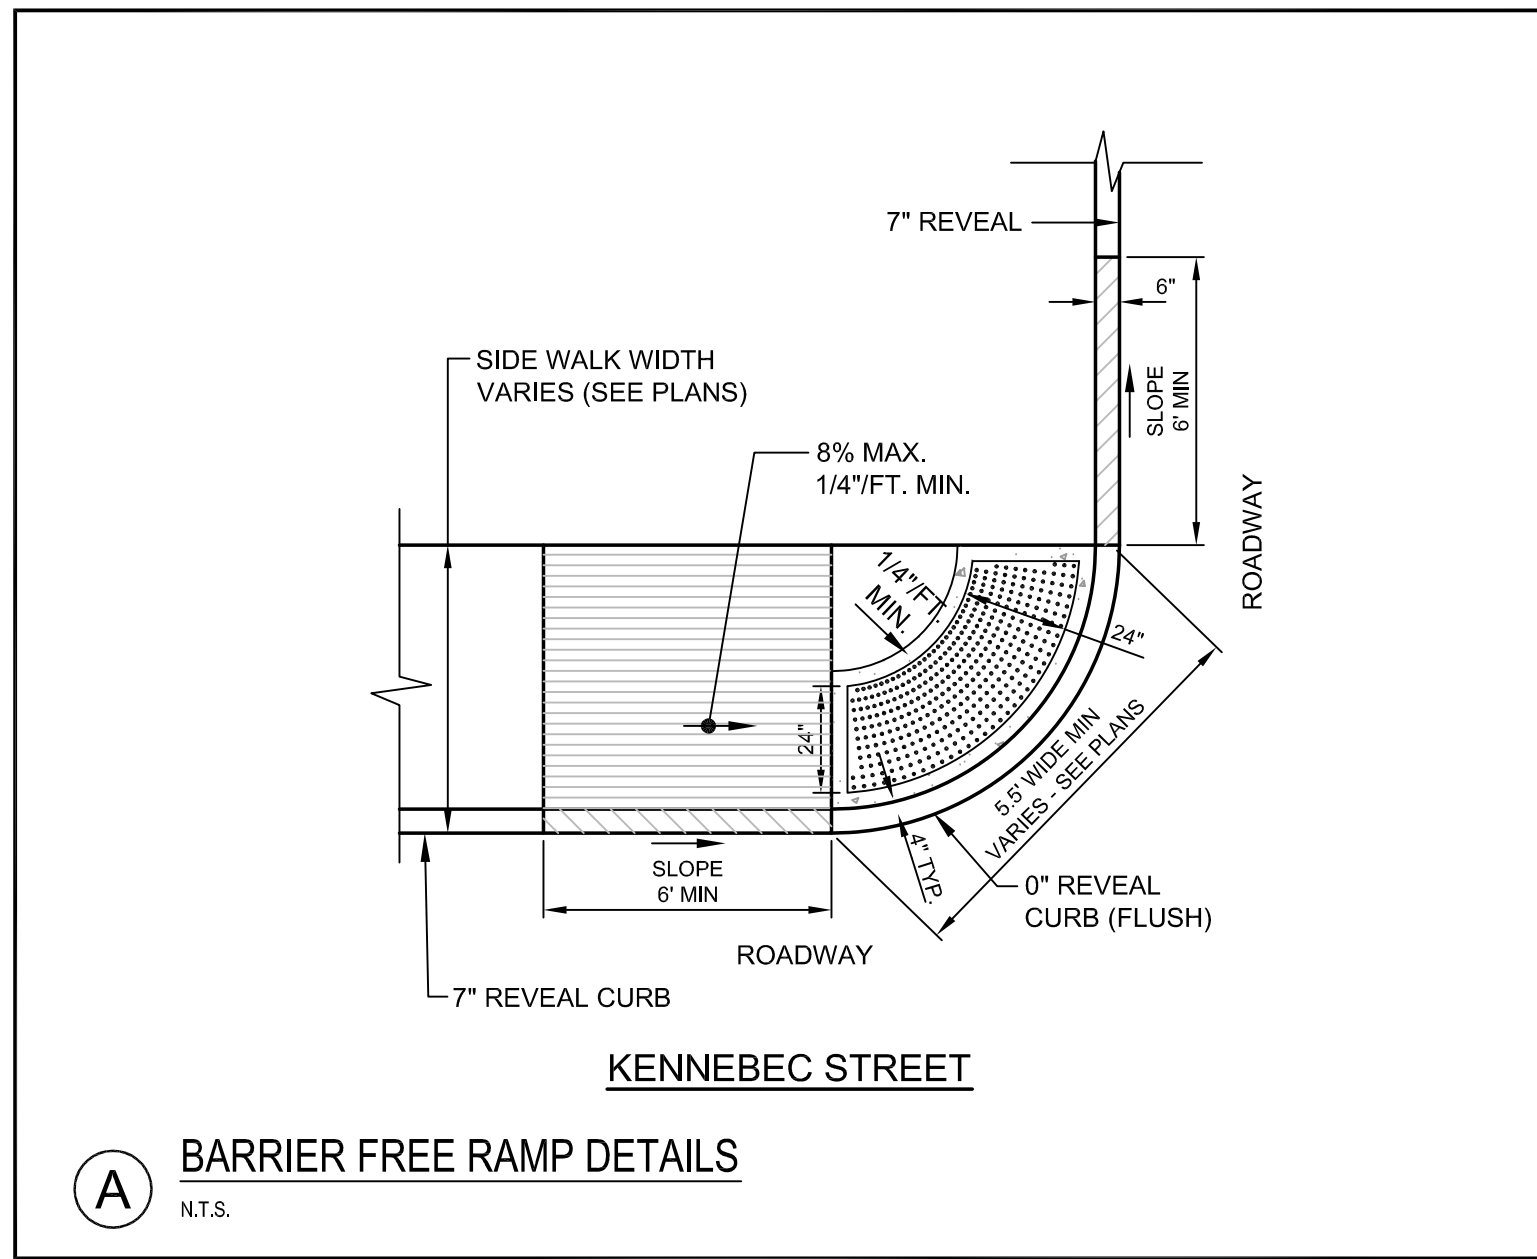 7" REVEAL
6"
SLOPE
6' MIN
ROADWAY
SIDE WALK WIDTH
VARIES (SEE PLANS)
8% MAX.
1/4"/FT. MIN.
1/4"/FT.
MIN.
24"
24"
5.5' WIDE MIN
VARIES - SEE PLANS
4" TYP.
0" REVEAL
CURB (FLUSH)
SLOPE
6' MIN
ROADWAY
7" REVEAL CURB
KENNEBEC STREET
A
BARRIER FREE RAMP DETAILS
N.T.S.